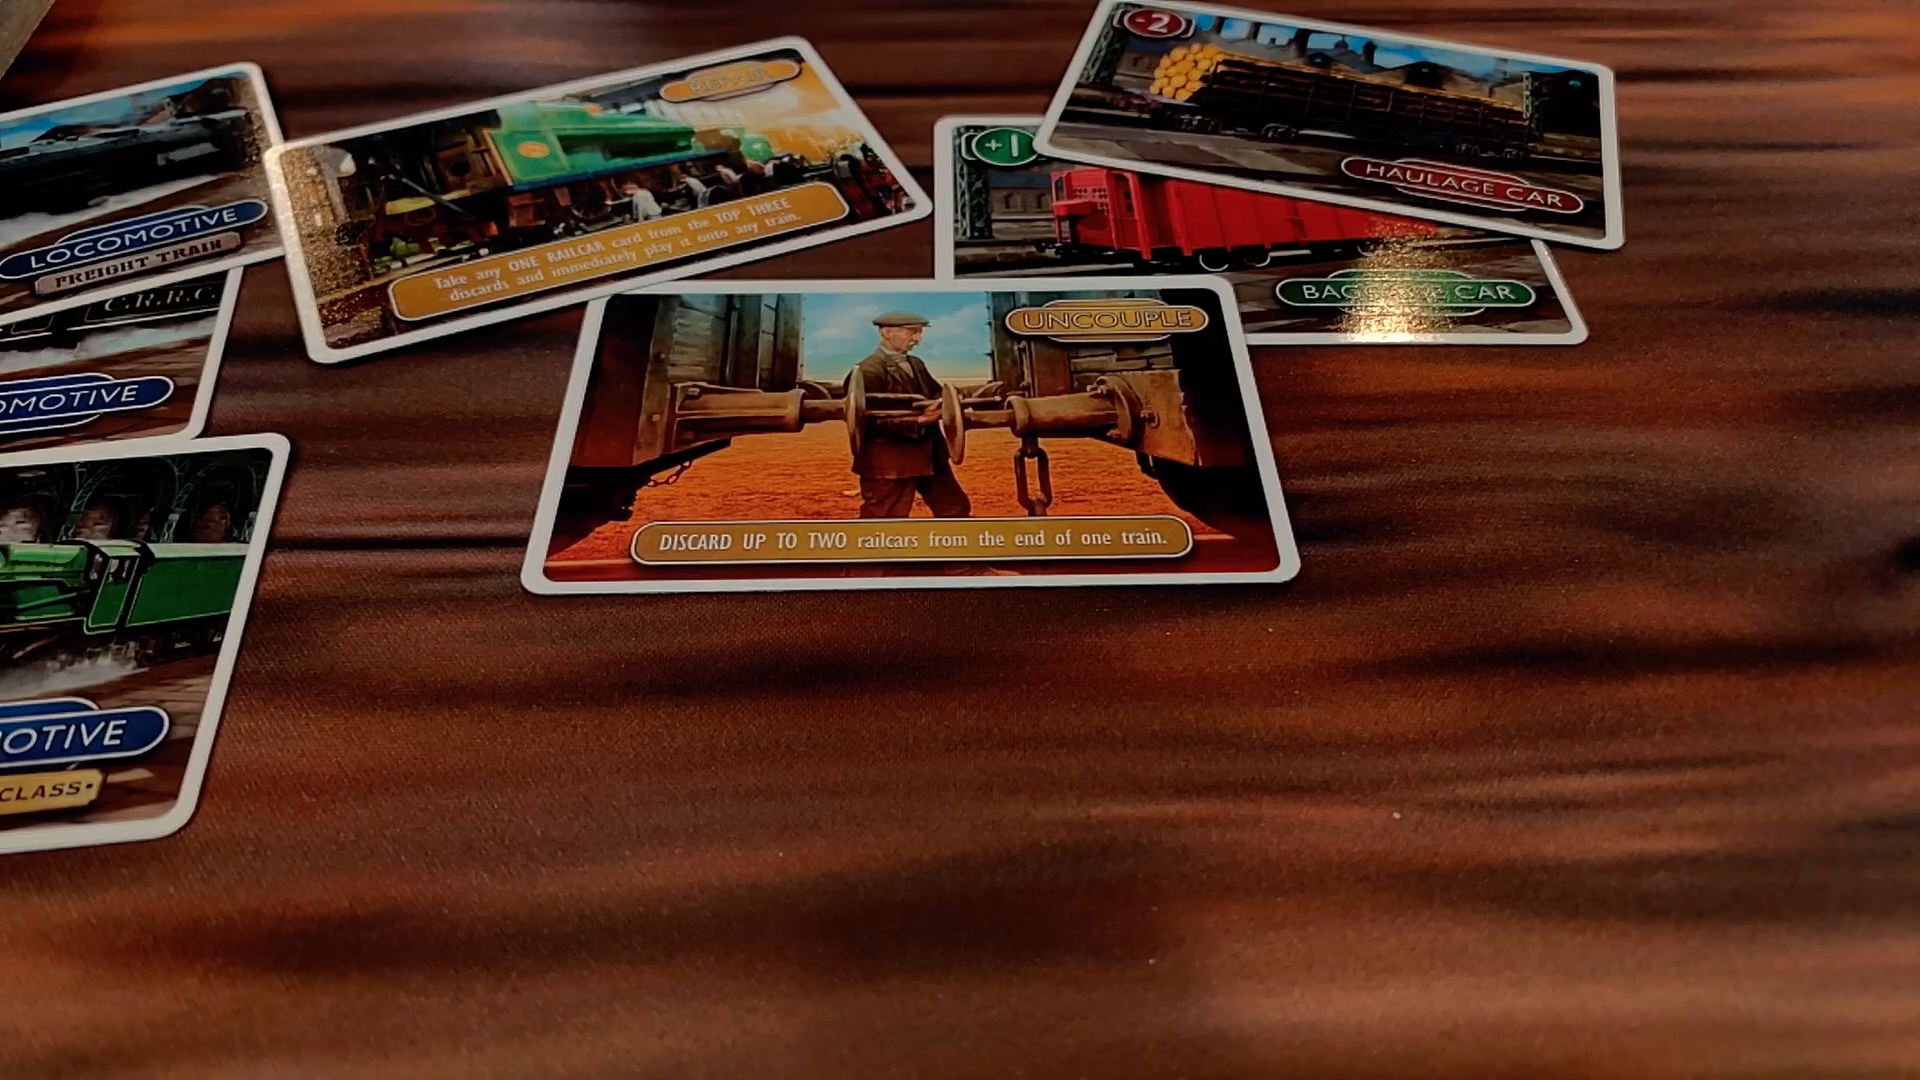 LOCOMOTIVE
FREIGHT TRAIN
C.R.R.C.
OMOTIVE
OTIVE
CLASS
REPAIR
Take any ONE RAILCAR card from the TOP THREE
discards and immediately play it onto any train.
-2
HAULAGE CAR
+1
CAR
UNCOUPLE
DISCARD UP TO TWO railcars from the end of one train.